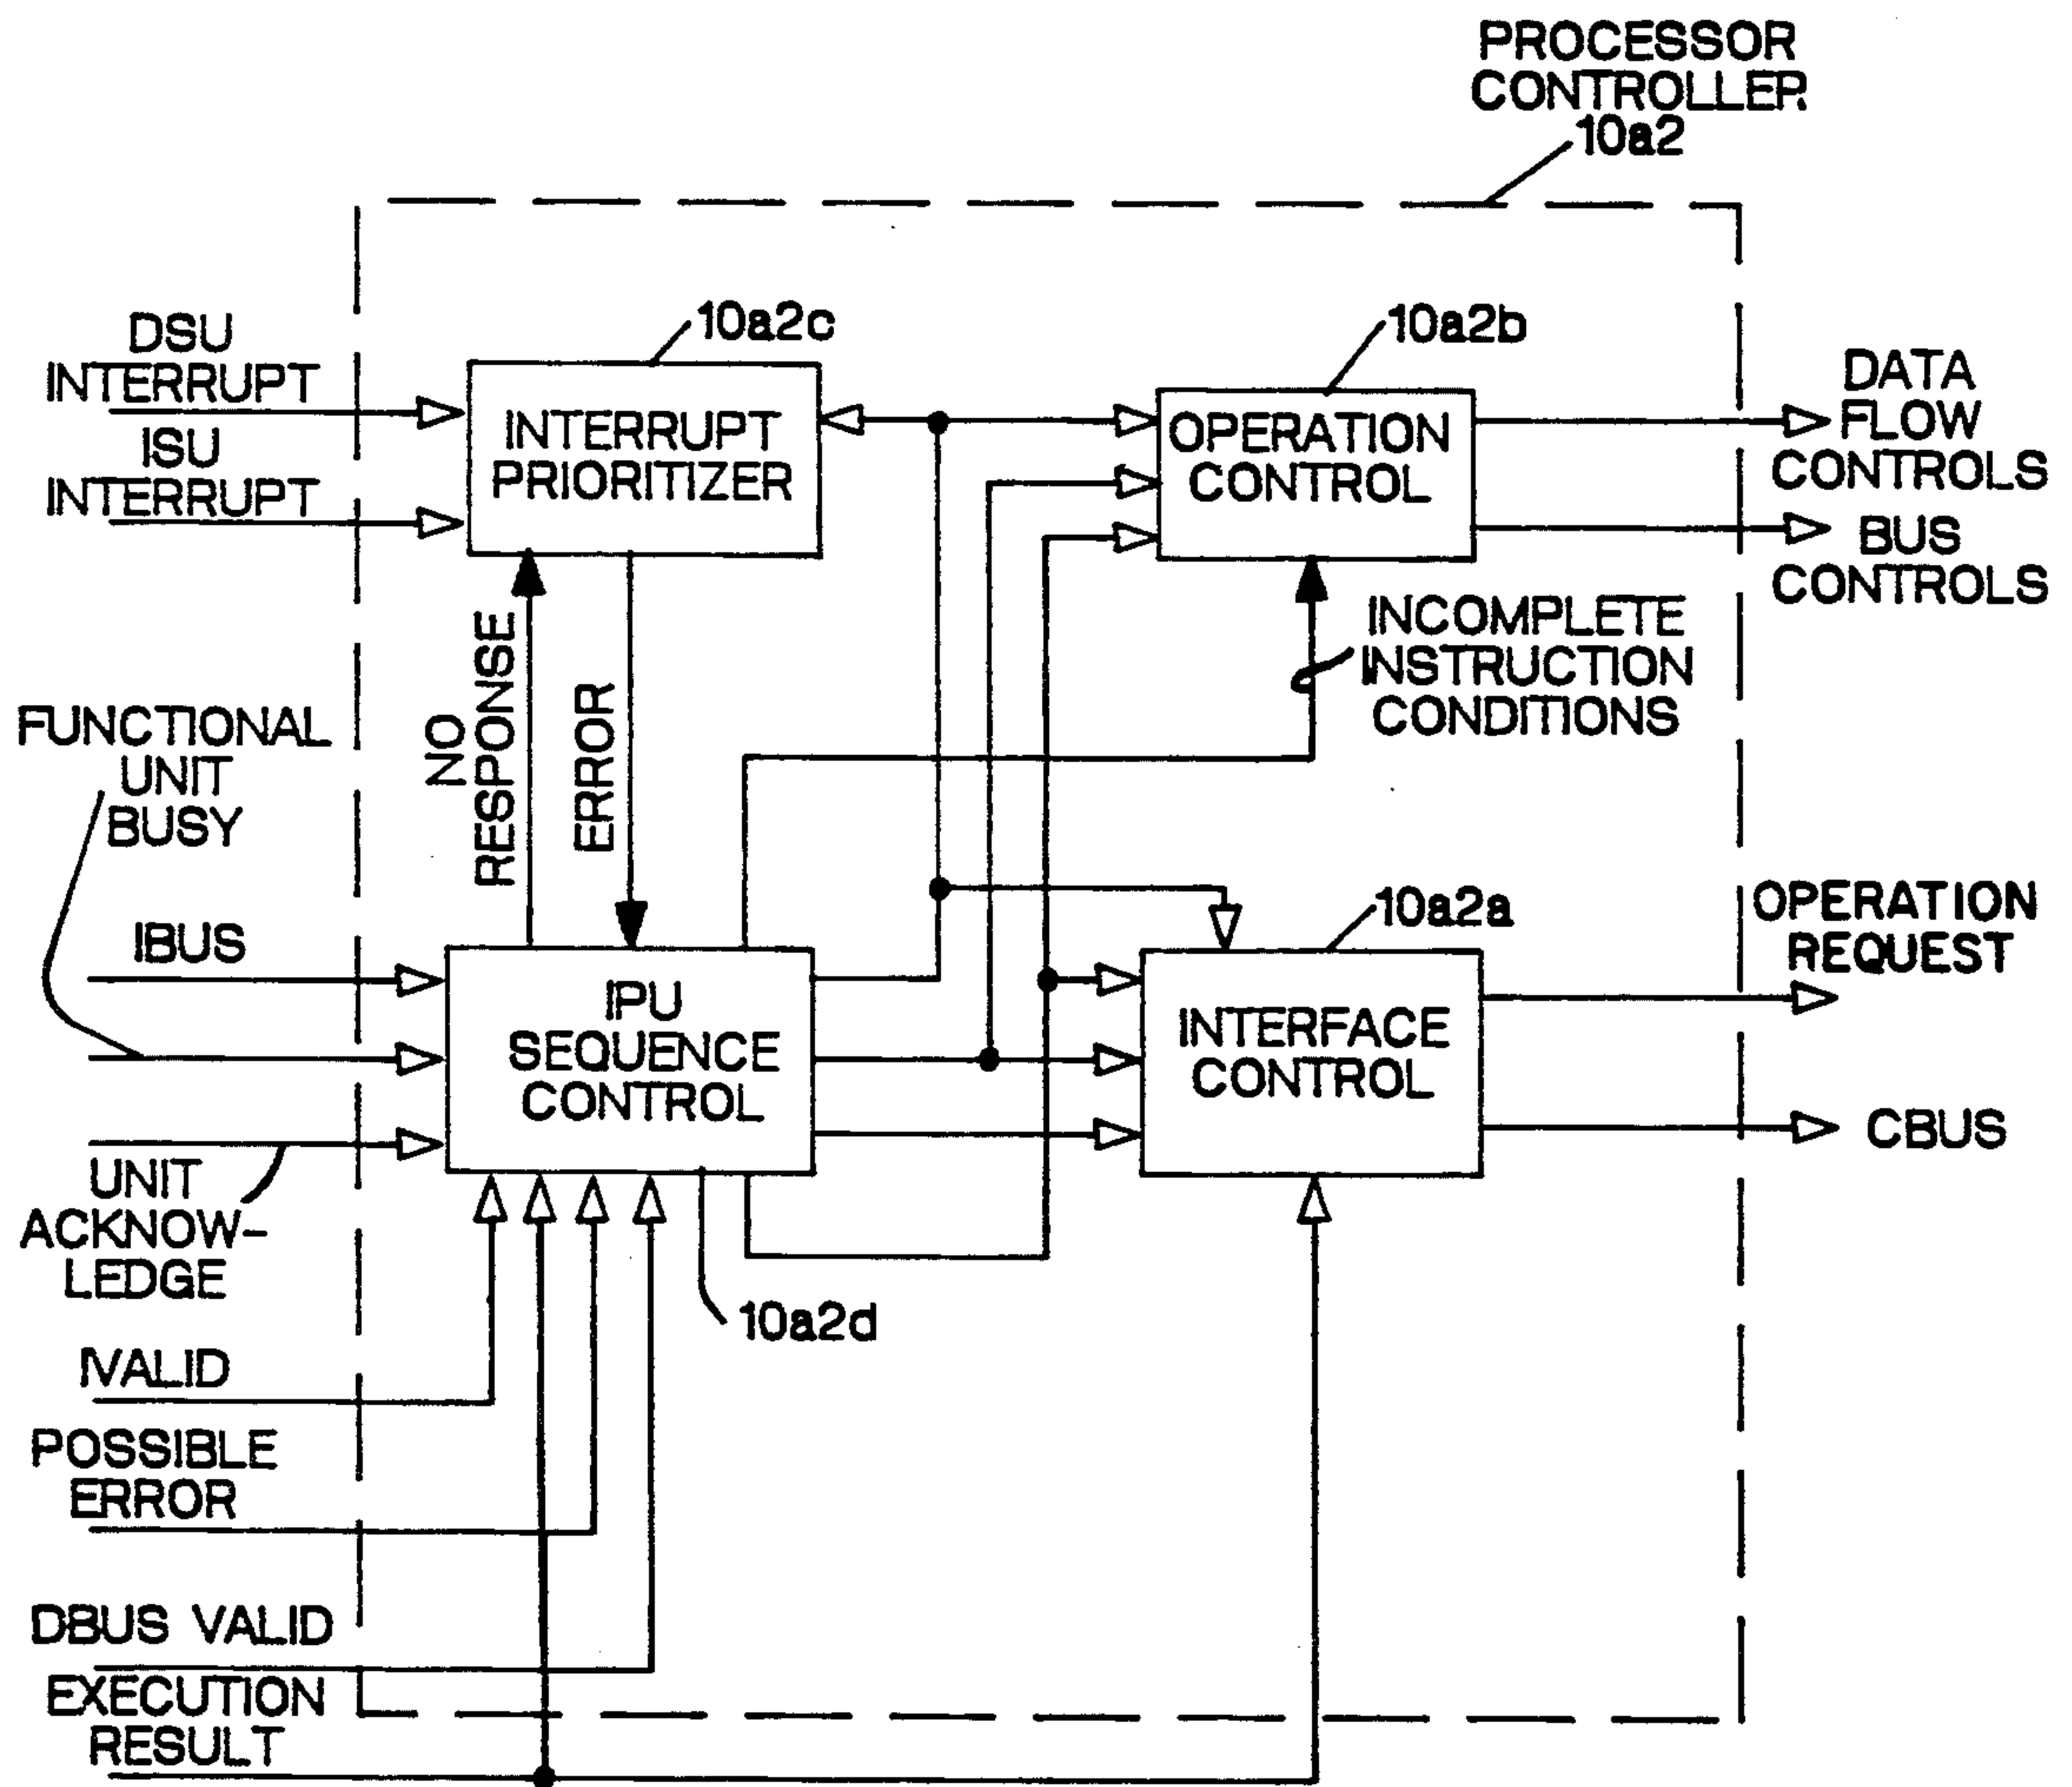 PROCESSOR
CONTROLLER
10a2
10a2c
10a2b
DSU
INTERRUPT
ISU
INTERRUPT
INTERRUPT
PRIORITIZER
OPERATION
CONTROL
DATA
FLOW
CONTROLS
BUS
CONTROLS
NO
RESPONSE
ERROR
INCOMPLETE
INSTRUCTION
CONDITIONS
FUNCTIONAL
UNIT
BUSY
IBUS
UNIT
ACKNOW-
LEDGE
IPU
SEQUENCE
CONTROL
10a2a
INTERFACE
CONTROL
OPERATION
REQUEST
CBUS
10a2d
IVALID
POSSIBLE
ERROR
DBUS VALID
EXECUTION
RESULT